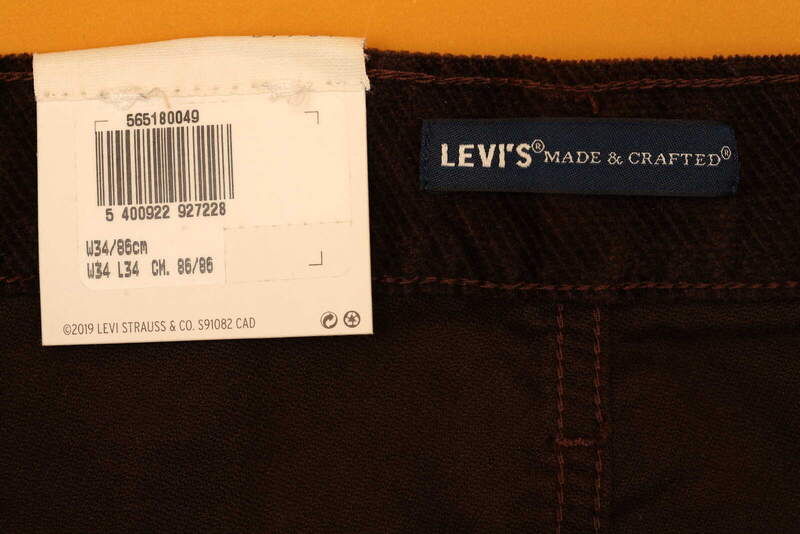 565180049
5 400922 927228
W34/86cm
W34 L34 CM. 86/86
©2019 LEVI STRAUSS & CO. S91082 CAD
LEVI'S® MADE & CRAFTED®